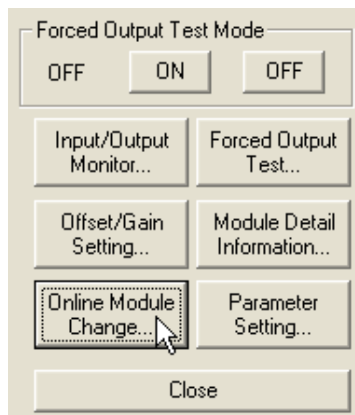 Forced Output Test Mode
OFF ON OFF
Input/Output Monitor...
Forced Output Test...
Offset/Gain Setting...
Module Detail Information...
Online Module Change...
Parameter Setting...
Close